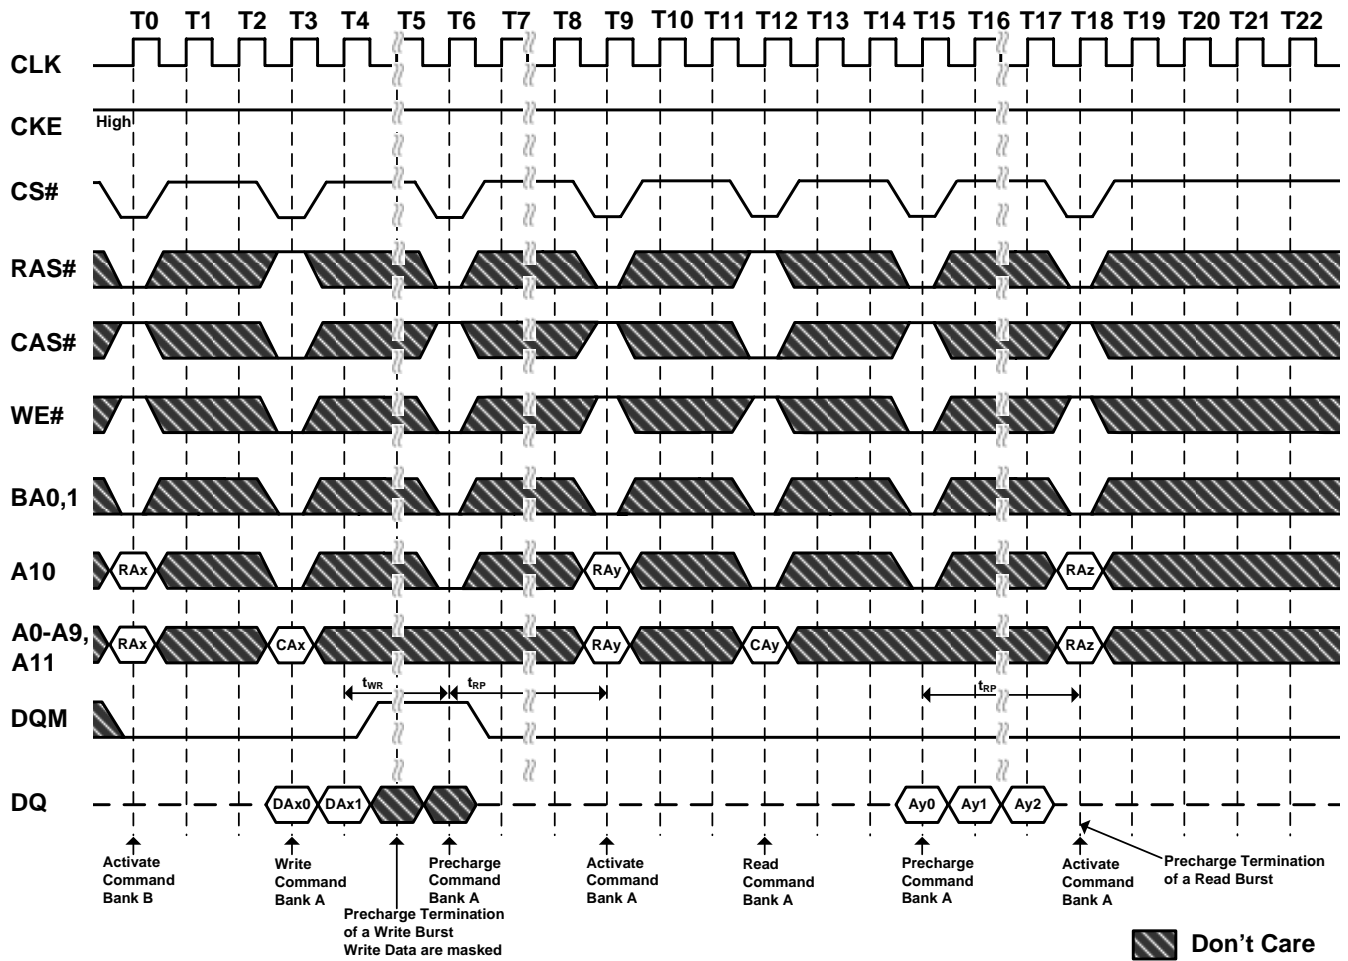 T0 T1 T2 T3 T4 T5 T6 T7 T8 T9 T10 T11 T12 T13 T14 T15 T16 T17 T18 T19 T20 T21 T22
CLK
CKE
High
CS#
RAS#
CAS#
WE#
BA0,1
A10
RAx RAy RAz
A0-A9,
A11
RAx CAx RAy CAy RAz
tWR tRP tRP
DQM
DQ
DAx0 DAx1 Ay0 Ay1 Ay2
Activate
Command
Bank B
Write
Command
Bank A
Precharge Termination
of a Write Burst
Write Data are masked
Precharge
Command
Bank A
Activate
Command
Bank A
Read
Command
Bank A
Precharge
Command
Bank A
Activate
Command
Bank A
Precharge Termination
of a Read Burst
Don't Care